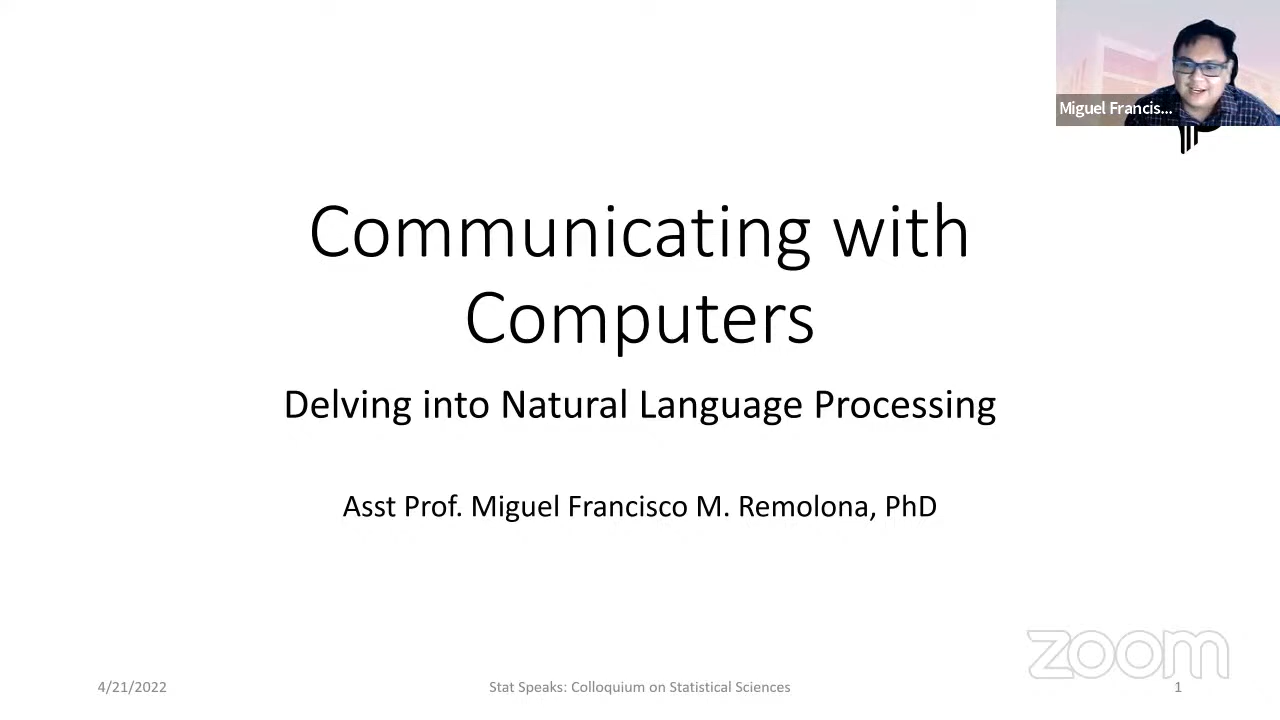 Miguel Francis...
Communicating with
Computers
Delving into Natural Language Processing
Asst Prof. Miguel Francisco M. Remolona, PhD
zoom
4/21/2022
Stat Speaks: Colloquium on Statistical Sciences
1